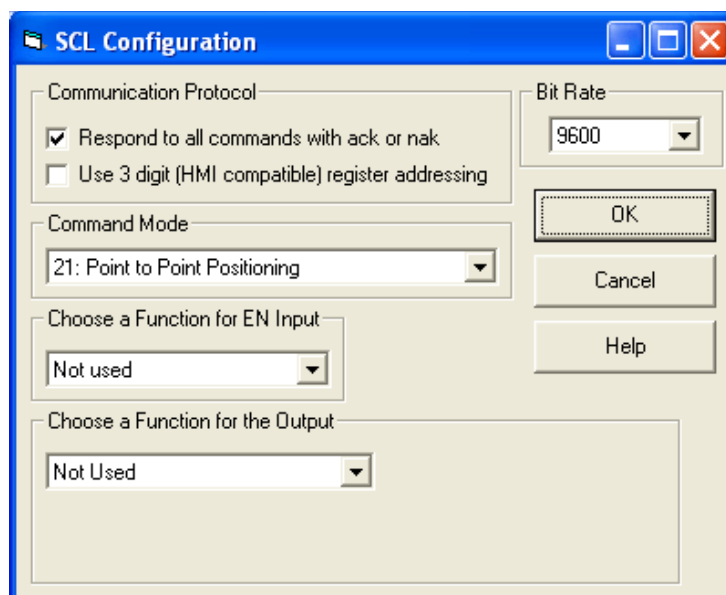 SCL Configuration
Communication Protocol
Respond to all commands with ack or nak
Use 3 digit (HMI compatible) register addressing
Bit Rate
9600
Command Mode
21: Point to Point Positioning
OK
Cancel
Help
Choose a Function for EN Input
Not used
Choose a Function for the Output
Not Used